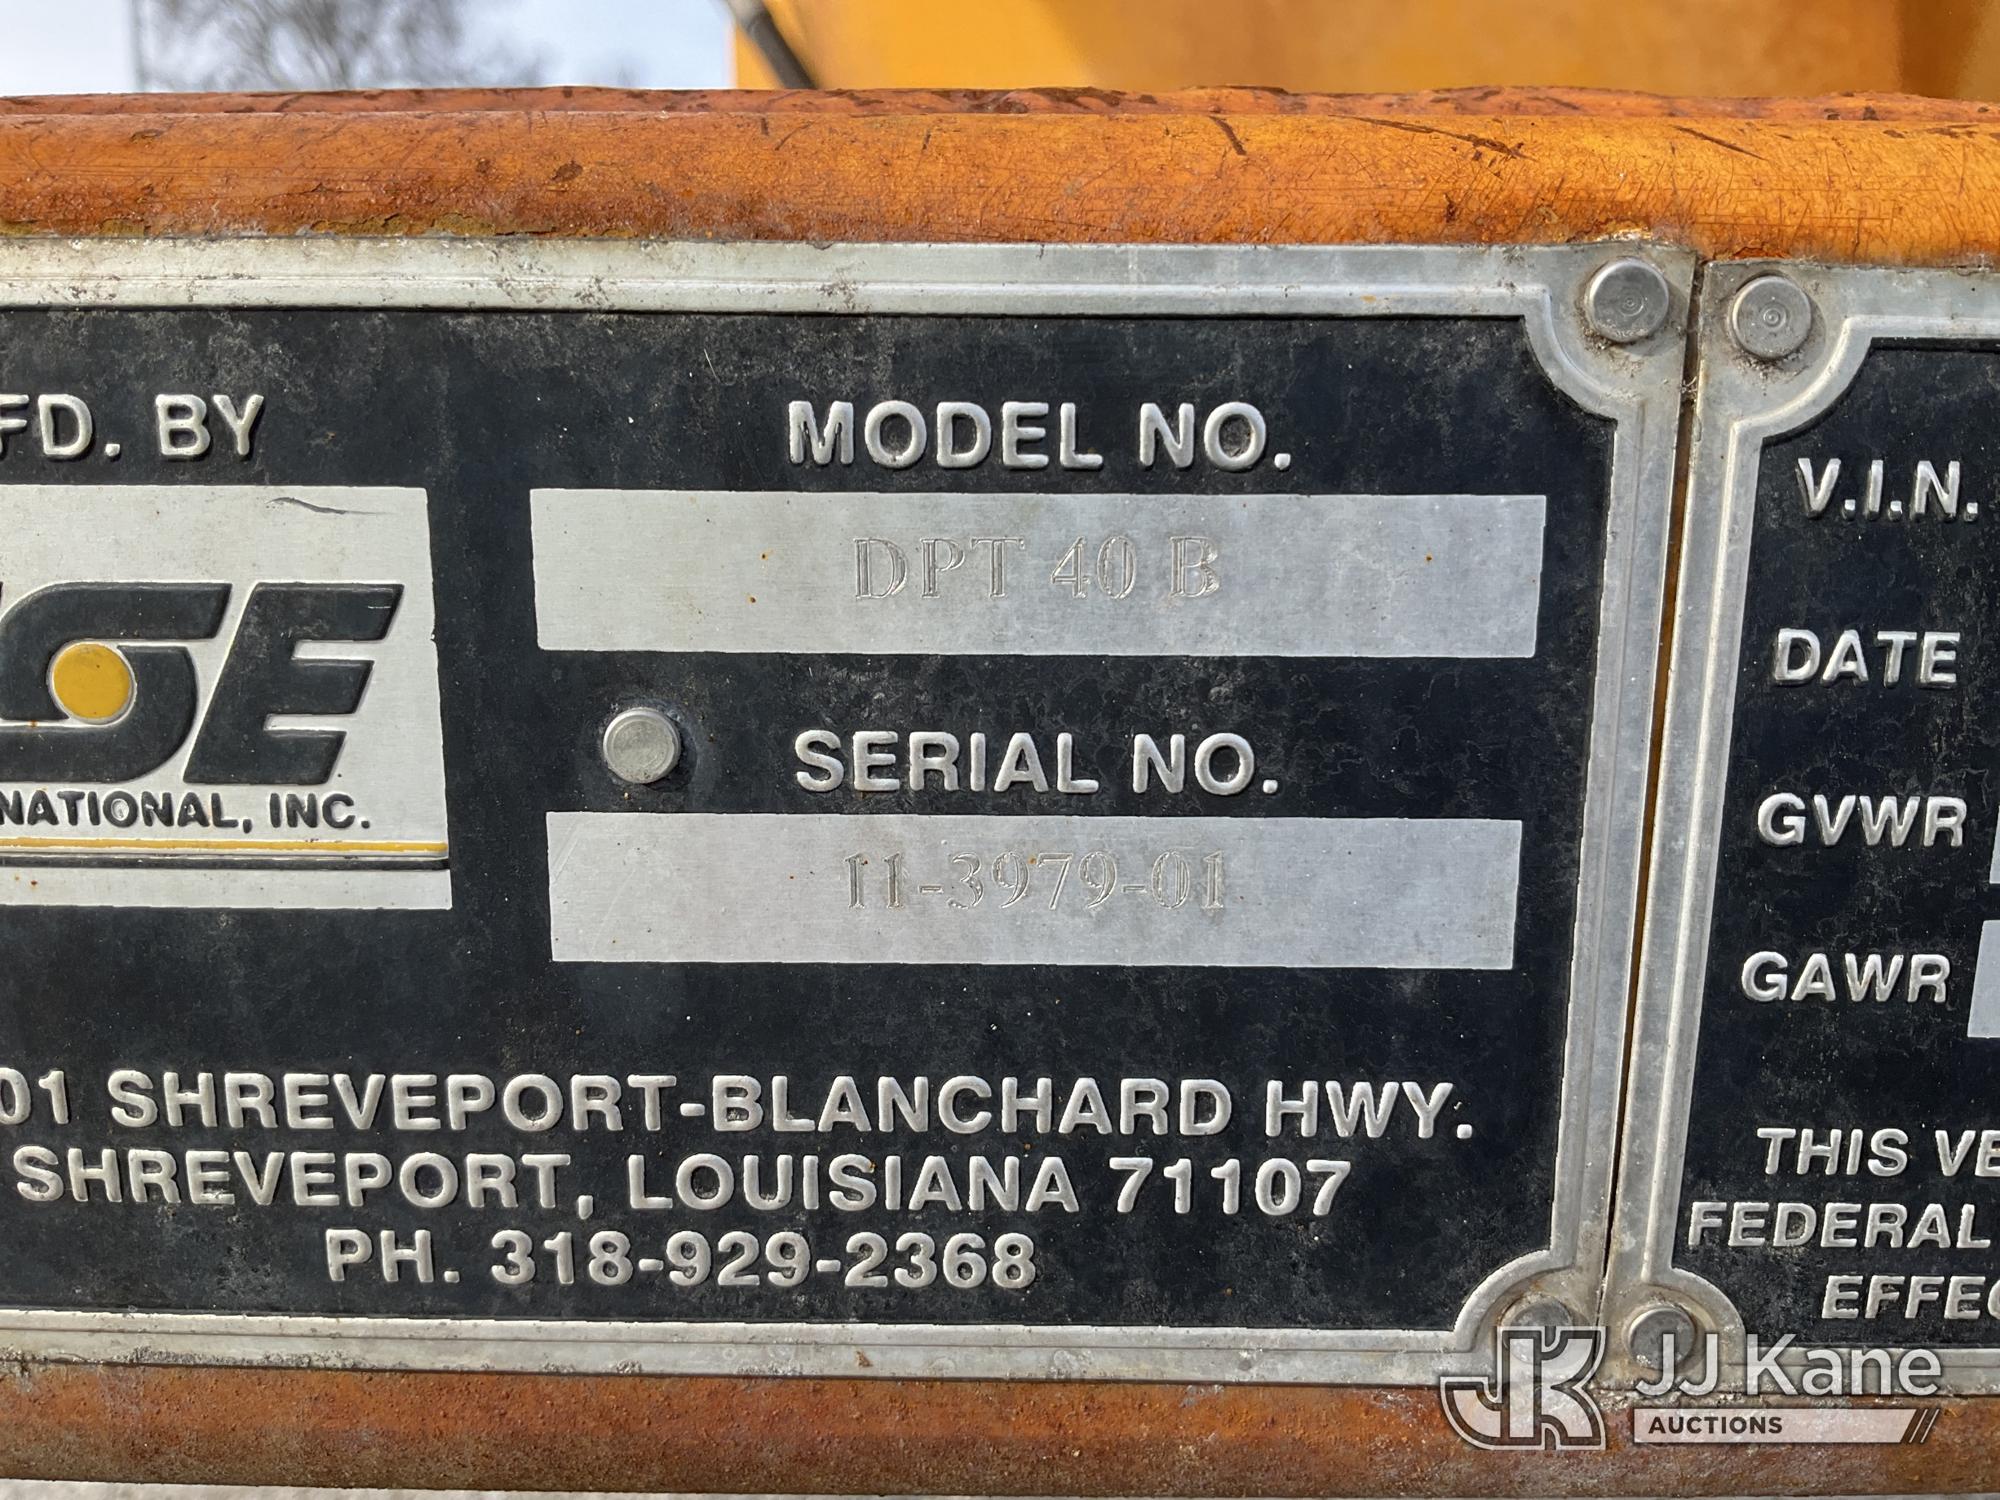 FD. BY
MODEL NO.
DPT 40 B
SERIAL NO.
NATIONAL, INC.
11-3979-01
01 SHREVEPORT-BLANCHARD HWY.
SHREVEPORT, LOUISIANA 71107
PH. 318-929-2368
V.I.N.
DATE
GVWR
GAWR
THIS VE
FEDERAL
EFFEC
JK JJ Kane
AUCTIONS